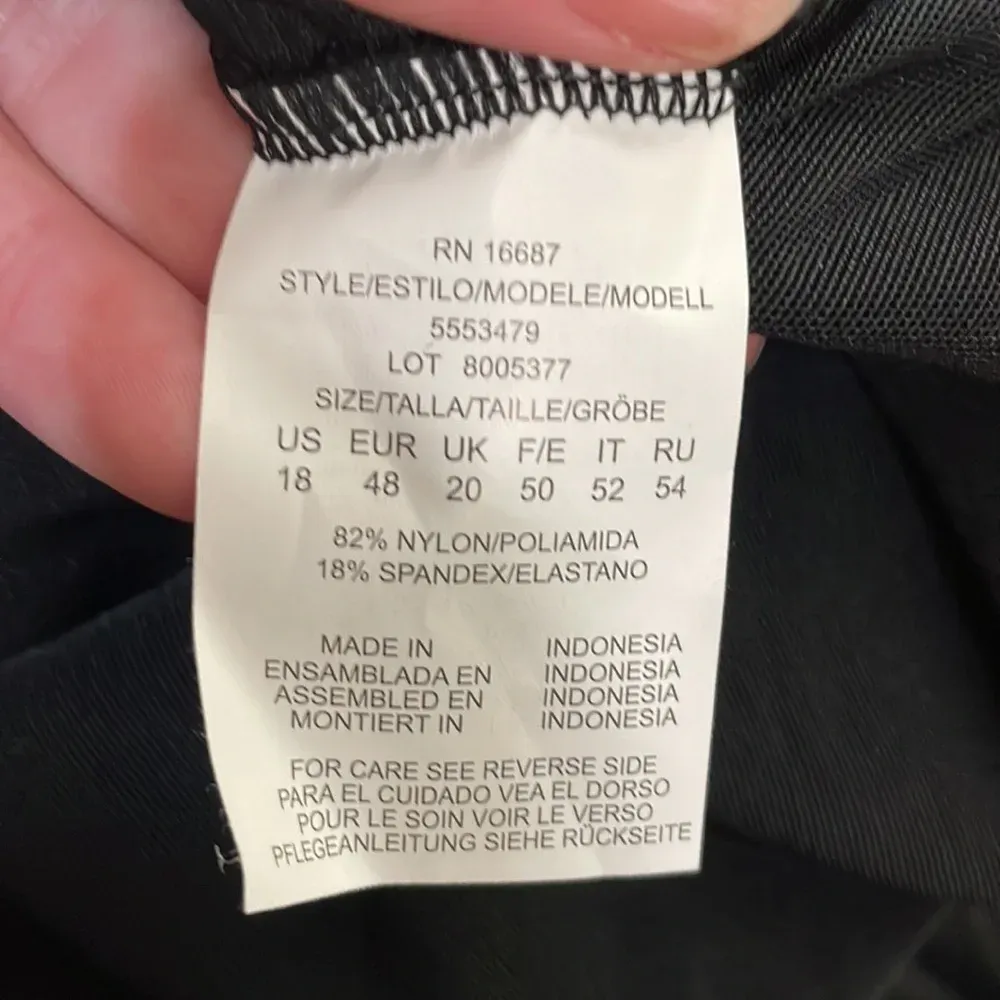 RN 16687
STYLE/ESTILO/MODELE/MODELL
5553479
LOT 8005377
SIZE/TALLA/TAILLE/GRÖBE
US EUR UK F/E IT RU
18 48 20 50 52 54
82% NYLON/POLIAMIDA
18% SPANDEX/ELASTANO
MADE IN INDONESIA
ENSAMBLADA EN INDONESIA
ASSEMBLED EN INDONESIA
MONTIERT IN INDONESIA
FOR CARE SEE REVERSE SIDE
PARA EL CUIDADO VEA EL DORSO
POUR LE SOIN VOIR LE VERSO
PFLEGEANLEITUNG SIEHE RÜCKSEITE